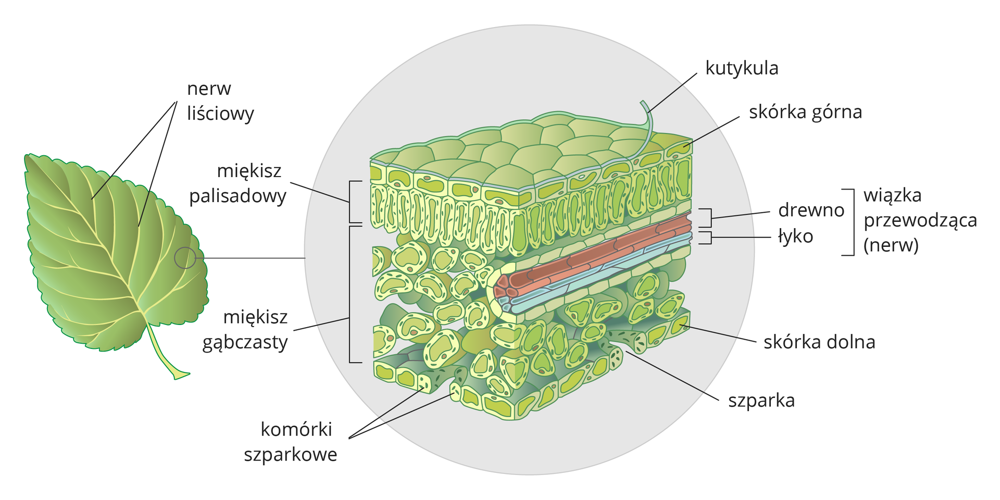 nerw
liściowy
miękisz
palisadowy
miękisz
gąbczasty
komórki
szparkowe
kutykula
skórka górna
drewno
łyko
wiązka
przewodząca
(nerw)
skórka dolna
szparka